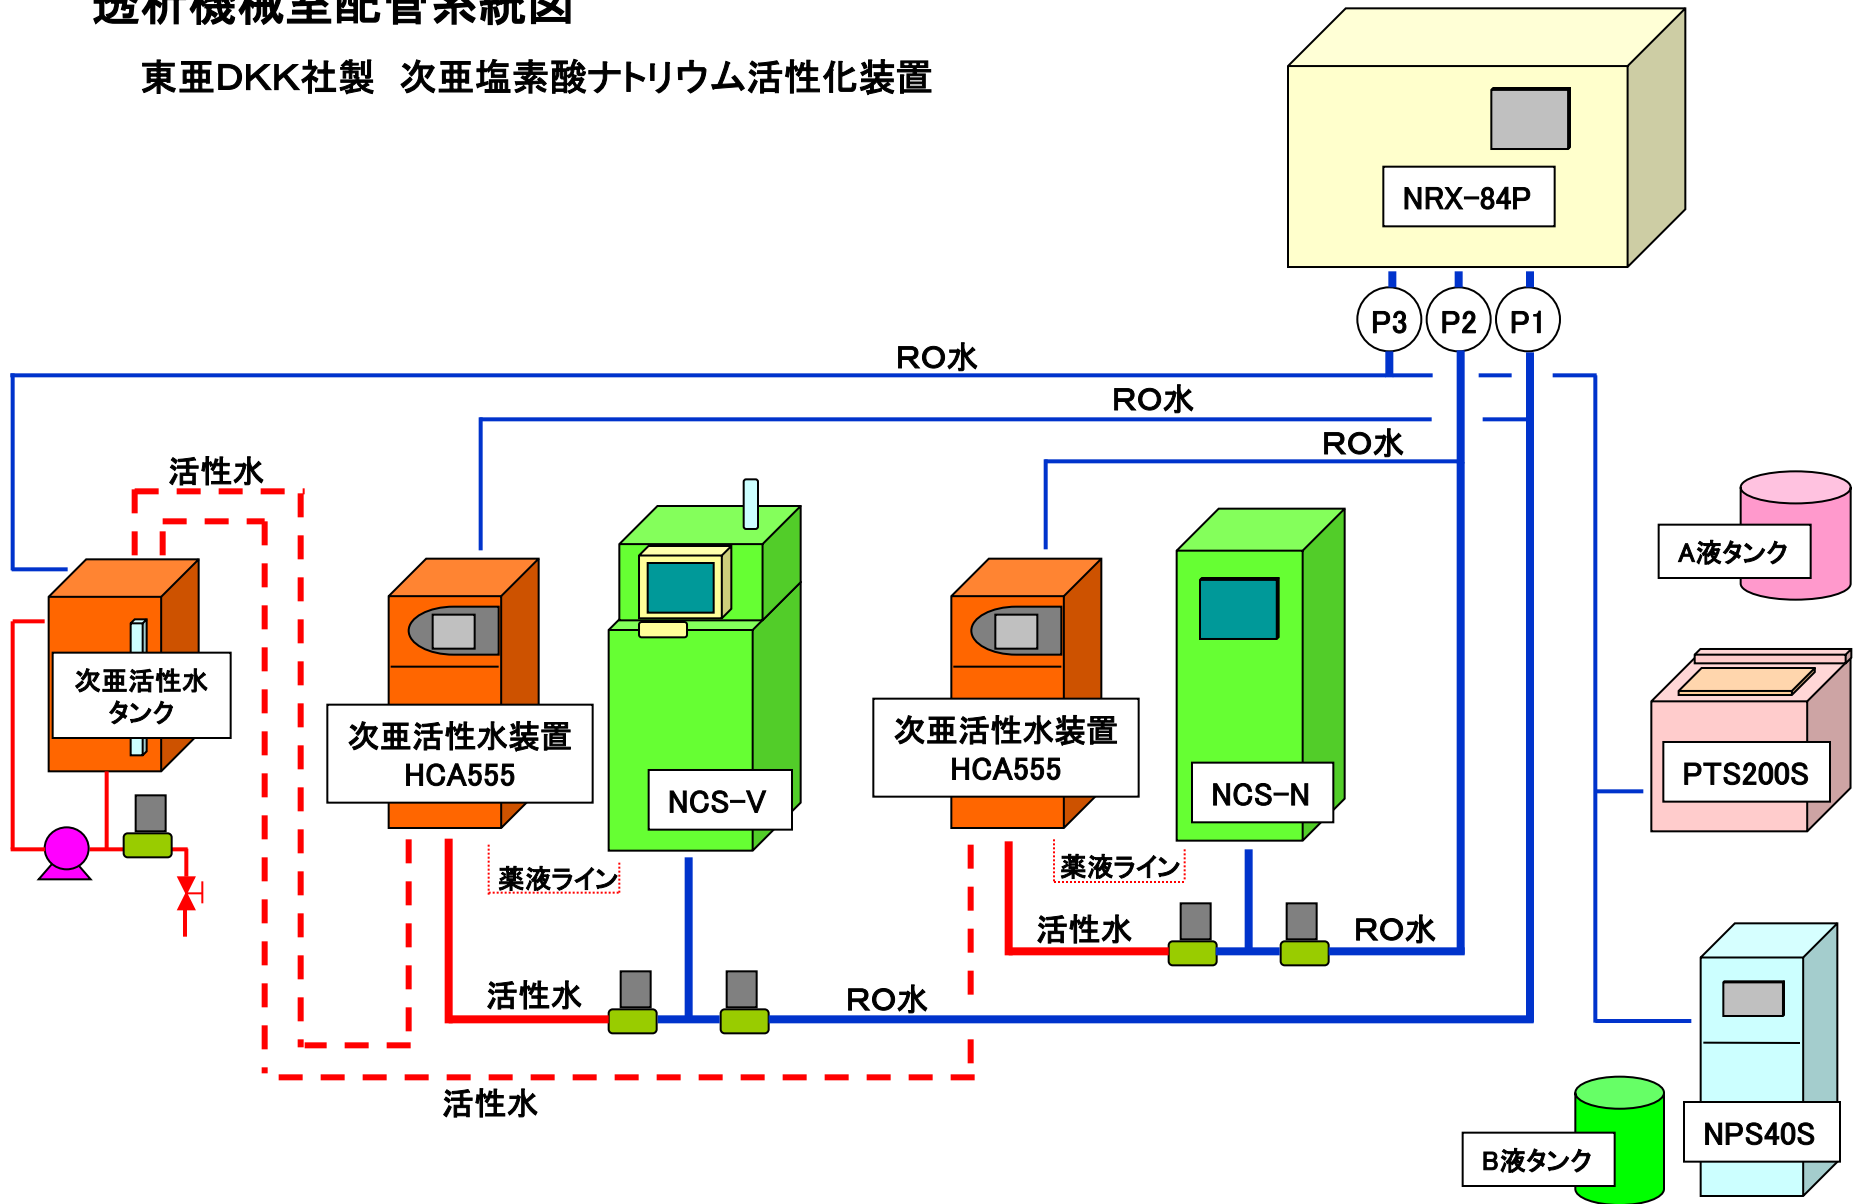 透析機械室配管系統図
東亜DKK社製 次亜塩素酸ナトリウム活性化装置
NRX-84P
P3
P2
P1
RO水
RO水
RO水
活性水
A液タンク
次亜活性水
タンク
次亜活性水装置
HCA555
NCS-V
次亜活性水装置
HCA555
NCS-N
PTS200S
薬液ライン
薬液ライン
活性水
RO水
活性水
RO水
活性水
NPS40S
B液タンク